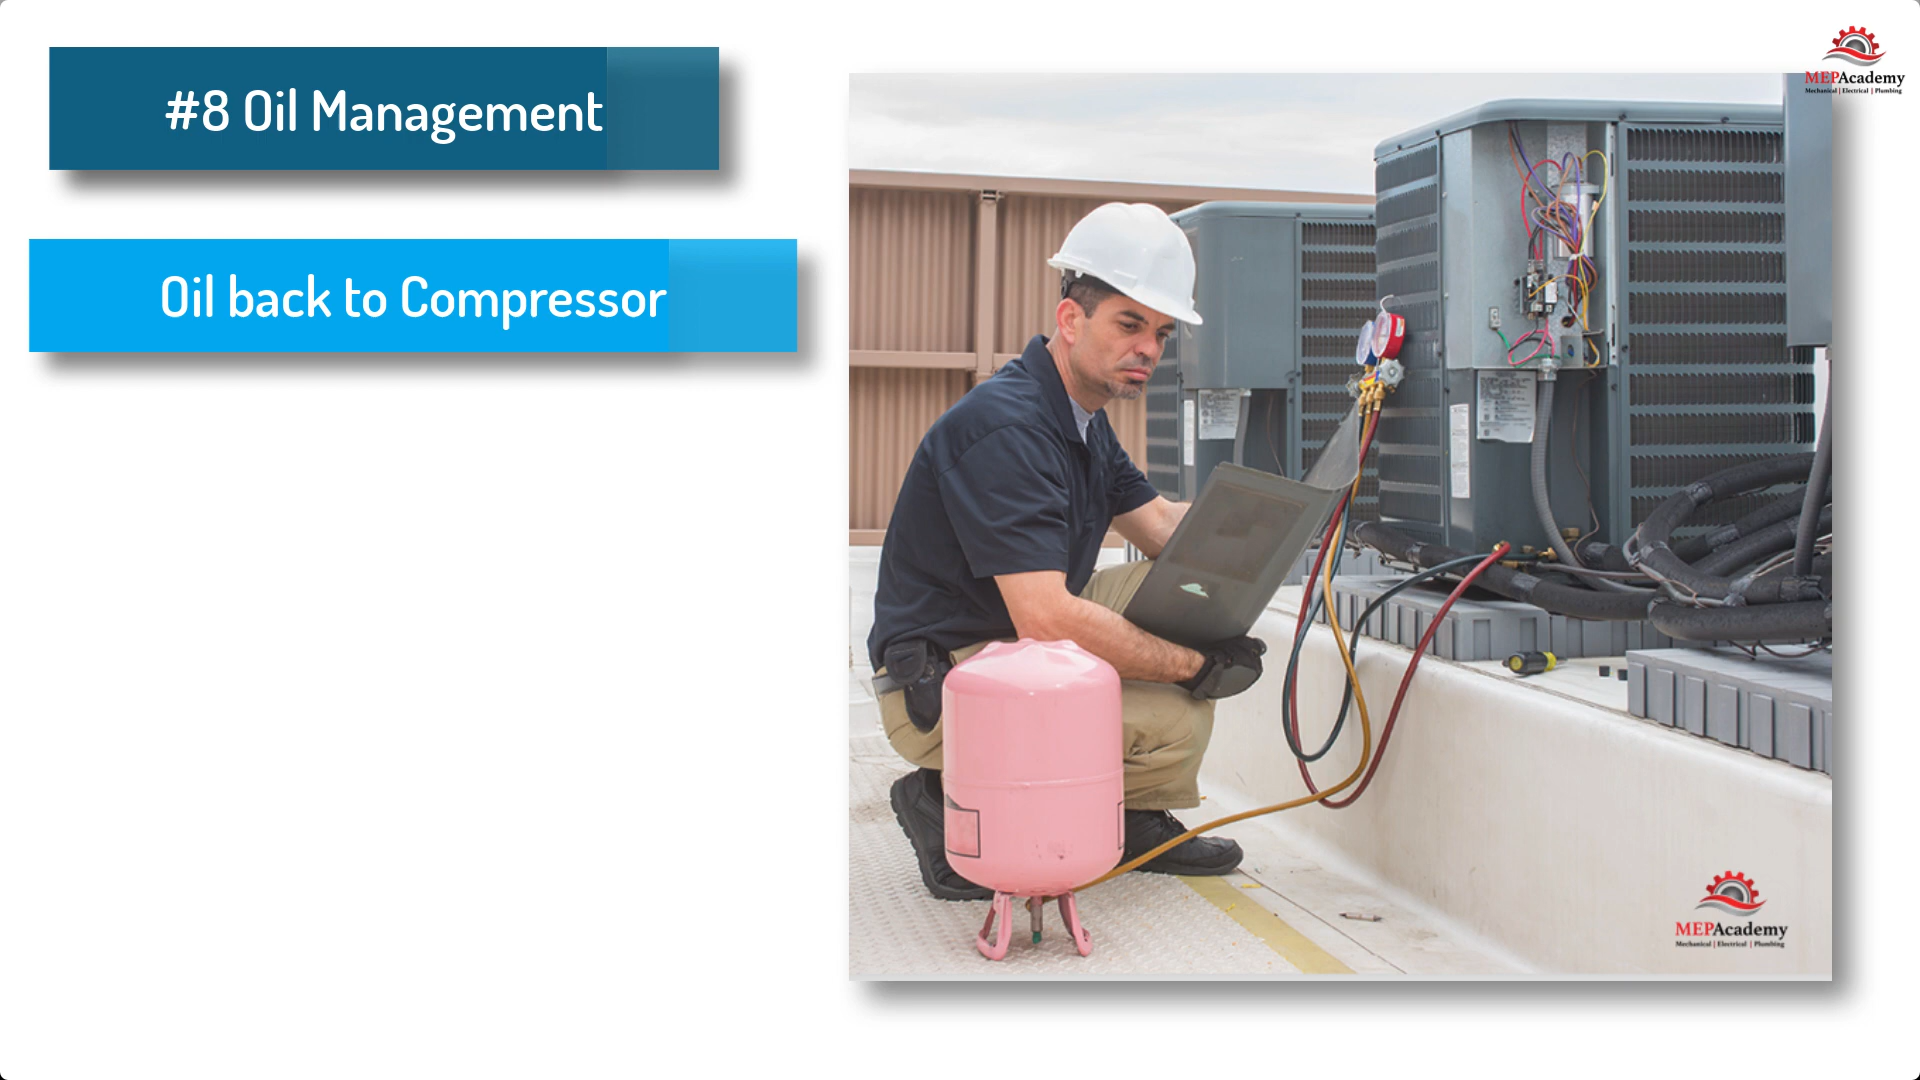 #8 Oil Management
Oil back to Compressor
MEPAcademy
Mechanical | Electrical | Plumbing
MEPAcademy
Mechanical | Electrical | Plumbing